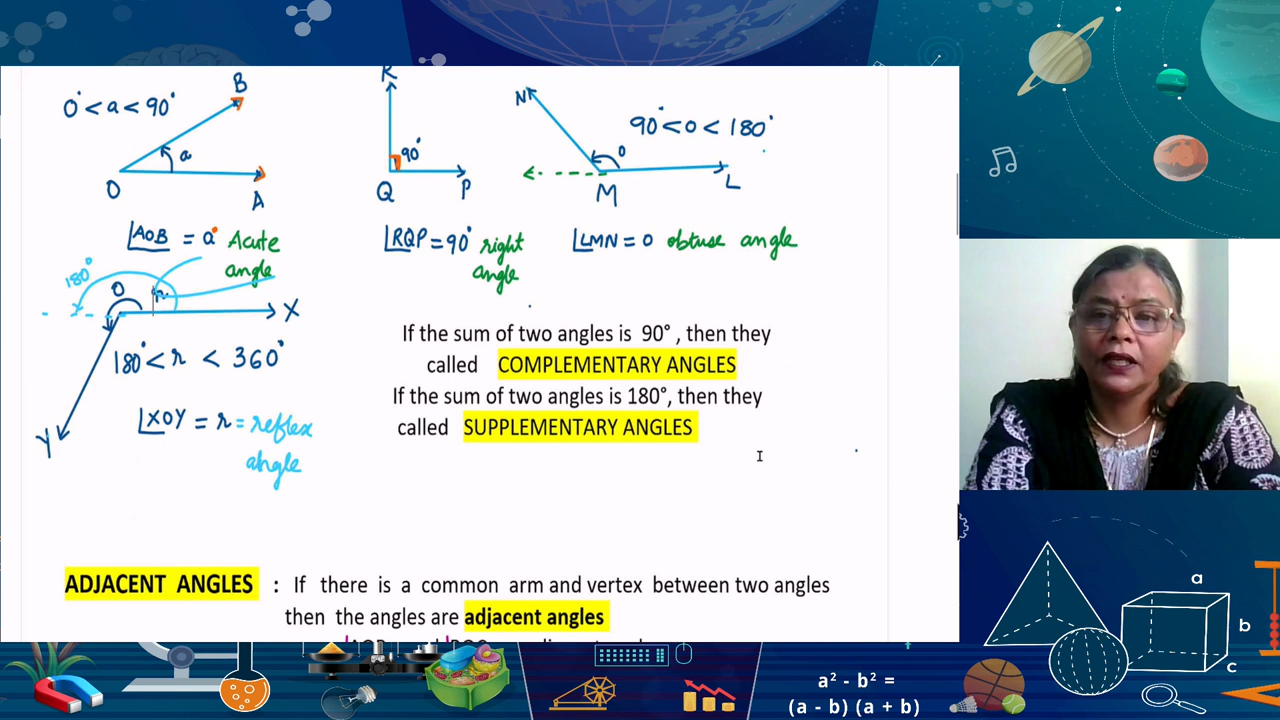 0°<a<90°
B
a
O
A
∠AOB = a° Acute
angle
R
90°
Q
P
∠RQP=90° right
angle
N
90°<o<180°
o
M
L
∠LMN=o obtuse angle
180°
O
r
X
180°<r < 360°
∠XOY = r=reflex
angle
Y
If the sum of two angles is 90° , then they
called COMPLEMENTARY ANGLES
If the sum of two angles is 180°, then they
called SUPPLEMENTARY ANGLES
ADJACENT ANGLES : If there is a common arm and vertex between two angles
then the angles are adjacent angles
a
b
c
a² - b² =
(a - b) (a + b)